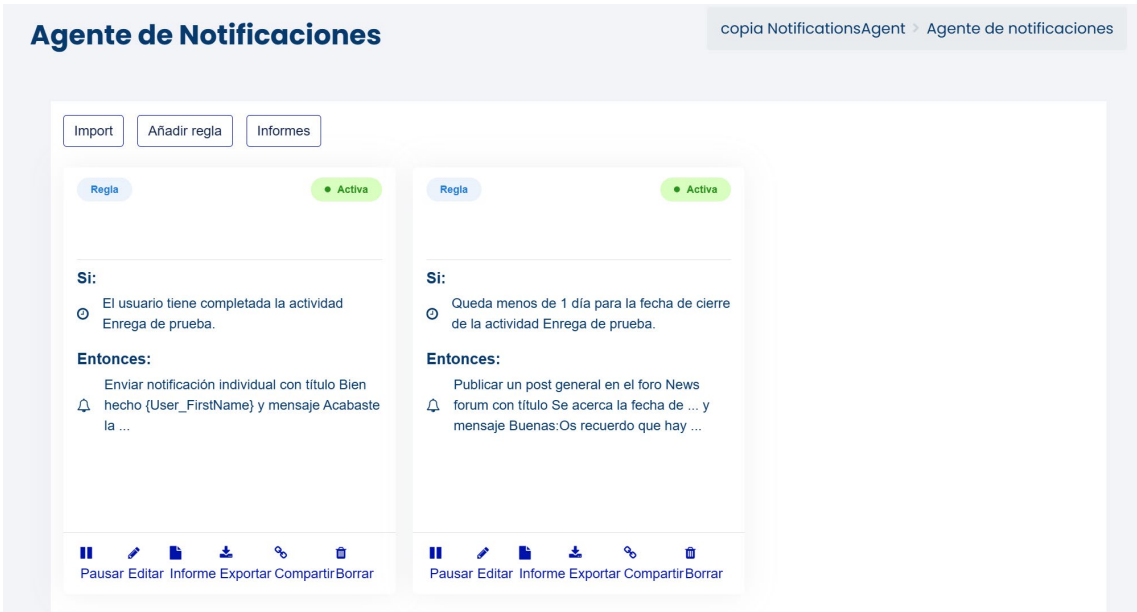 Agente de Notificaciones
copia NotificationsAgent > Agente de notificaciones
Import
Añadir regla
Informes
Regla
Activa
Si:
El usuario tiene completada la actividad
Enrega de prueba.
Entonces:
Enviar notificación individual con título Bien
hecho {User_FirstName} y mensaje Acabaste
la ...
Pausar Editar Informe Exportar Compartir Borrar
Regla
Activa
Si:
Queda menos de 1 día para la fecha de cierre
de la actividad Enrega de prueba.
Entonces:
Publicar un post general en el foro News
forum con título Se acerca la fecha de ... y
mensaje Buenas:Os recuerdo que hay ...
Pausar Editar Informe Exportar Compartir Borrar